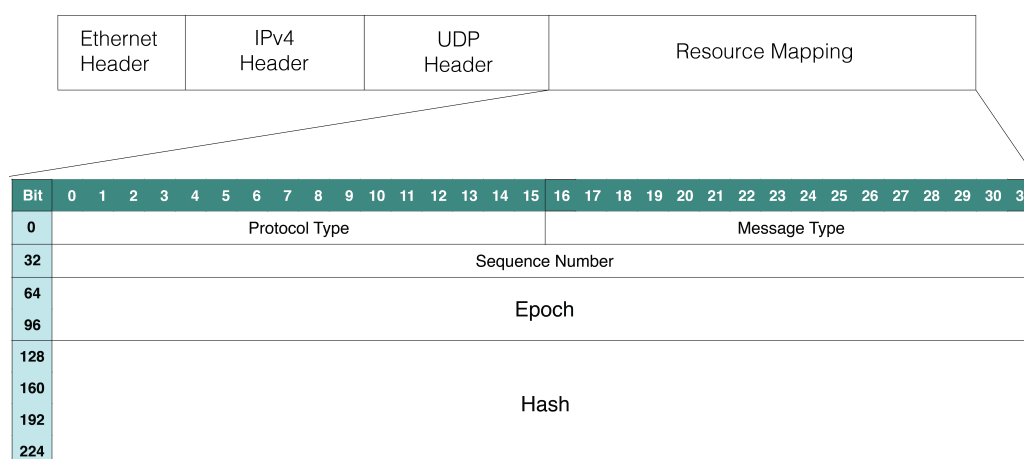 Ethernet Header
IPv4 Header
UDP Header
Resource Mapping
Bit 0 1 2 3 4 5 6 7 8 9 10 11 12 13 14 15 16 17 18 19 20 21 22 23 24 25 26 27 28 29 30
0 Protocol Type Message Type
32 Sequence Number
64
Epoch
96
128
160
Hash
192
224